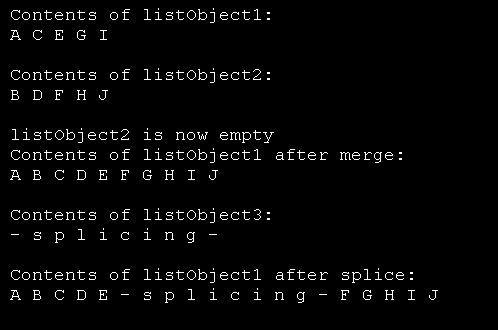 Contents of listObject1:
A C E G I
Contents of listObject2:
B D F H J
listObject2 is now empty
Contents of listObject1 after merge:
A B C D E F G H I J
Contents of listObject3:
- s p l i c i n g -
Contents of listObject1 after splice:
A B C D E - s p l i c i n g - F G H I J